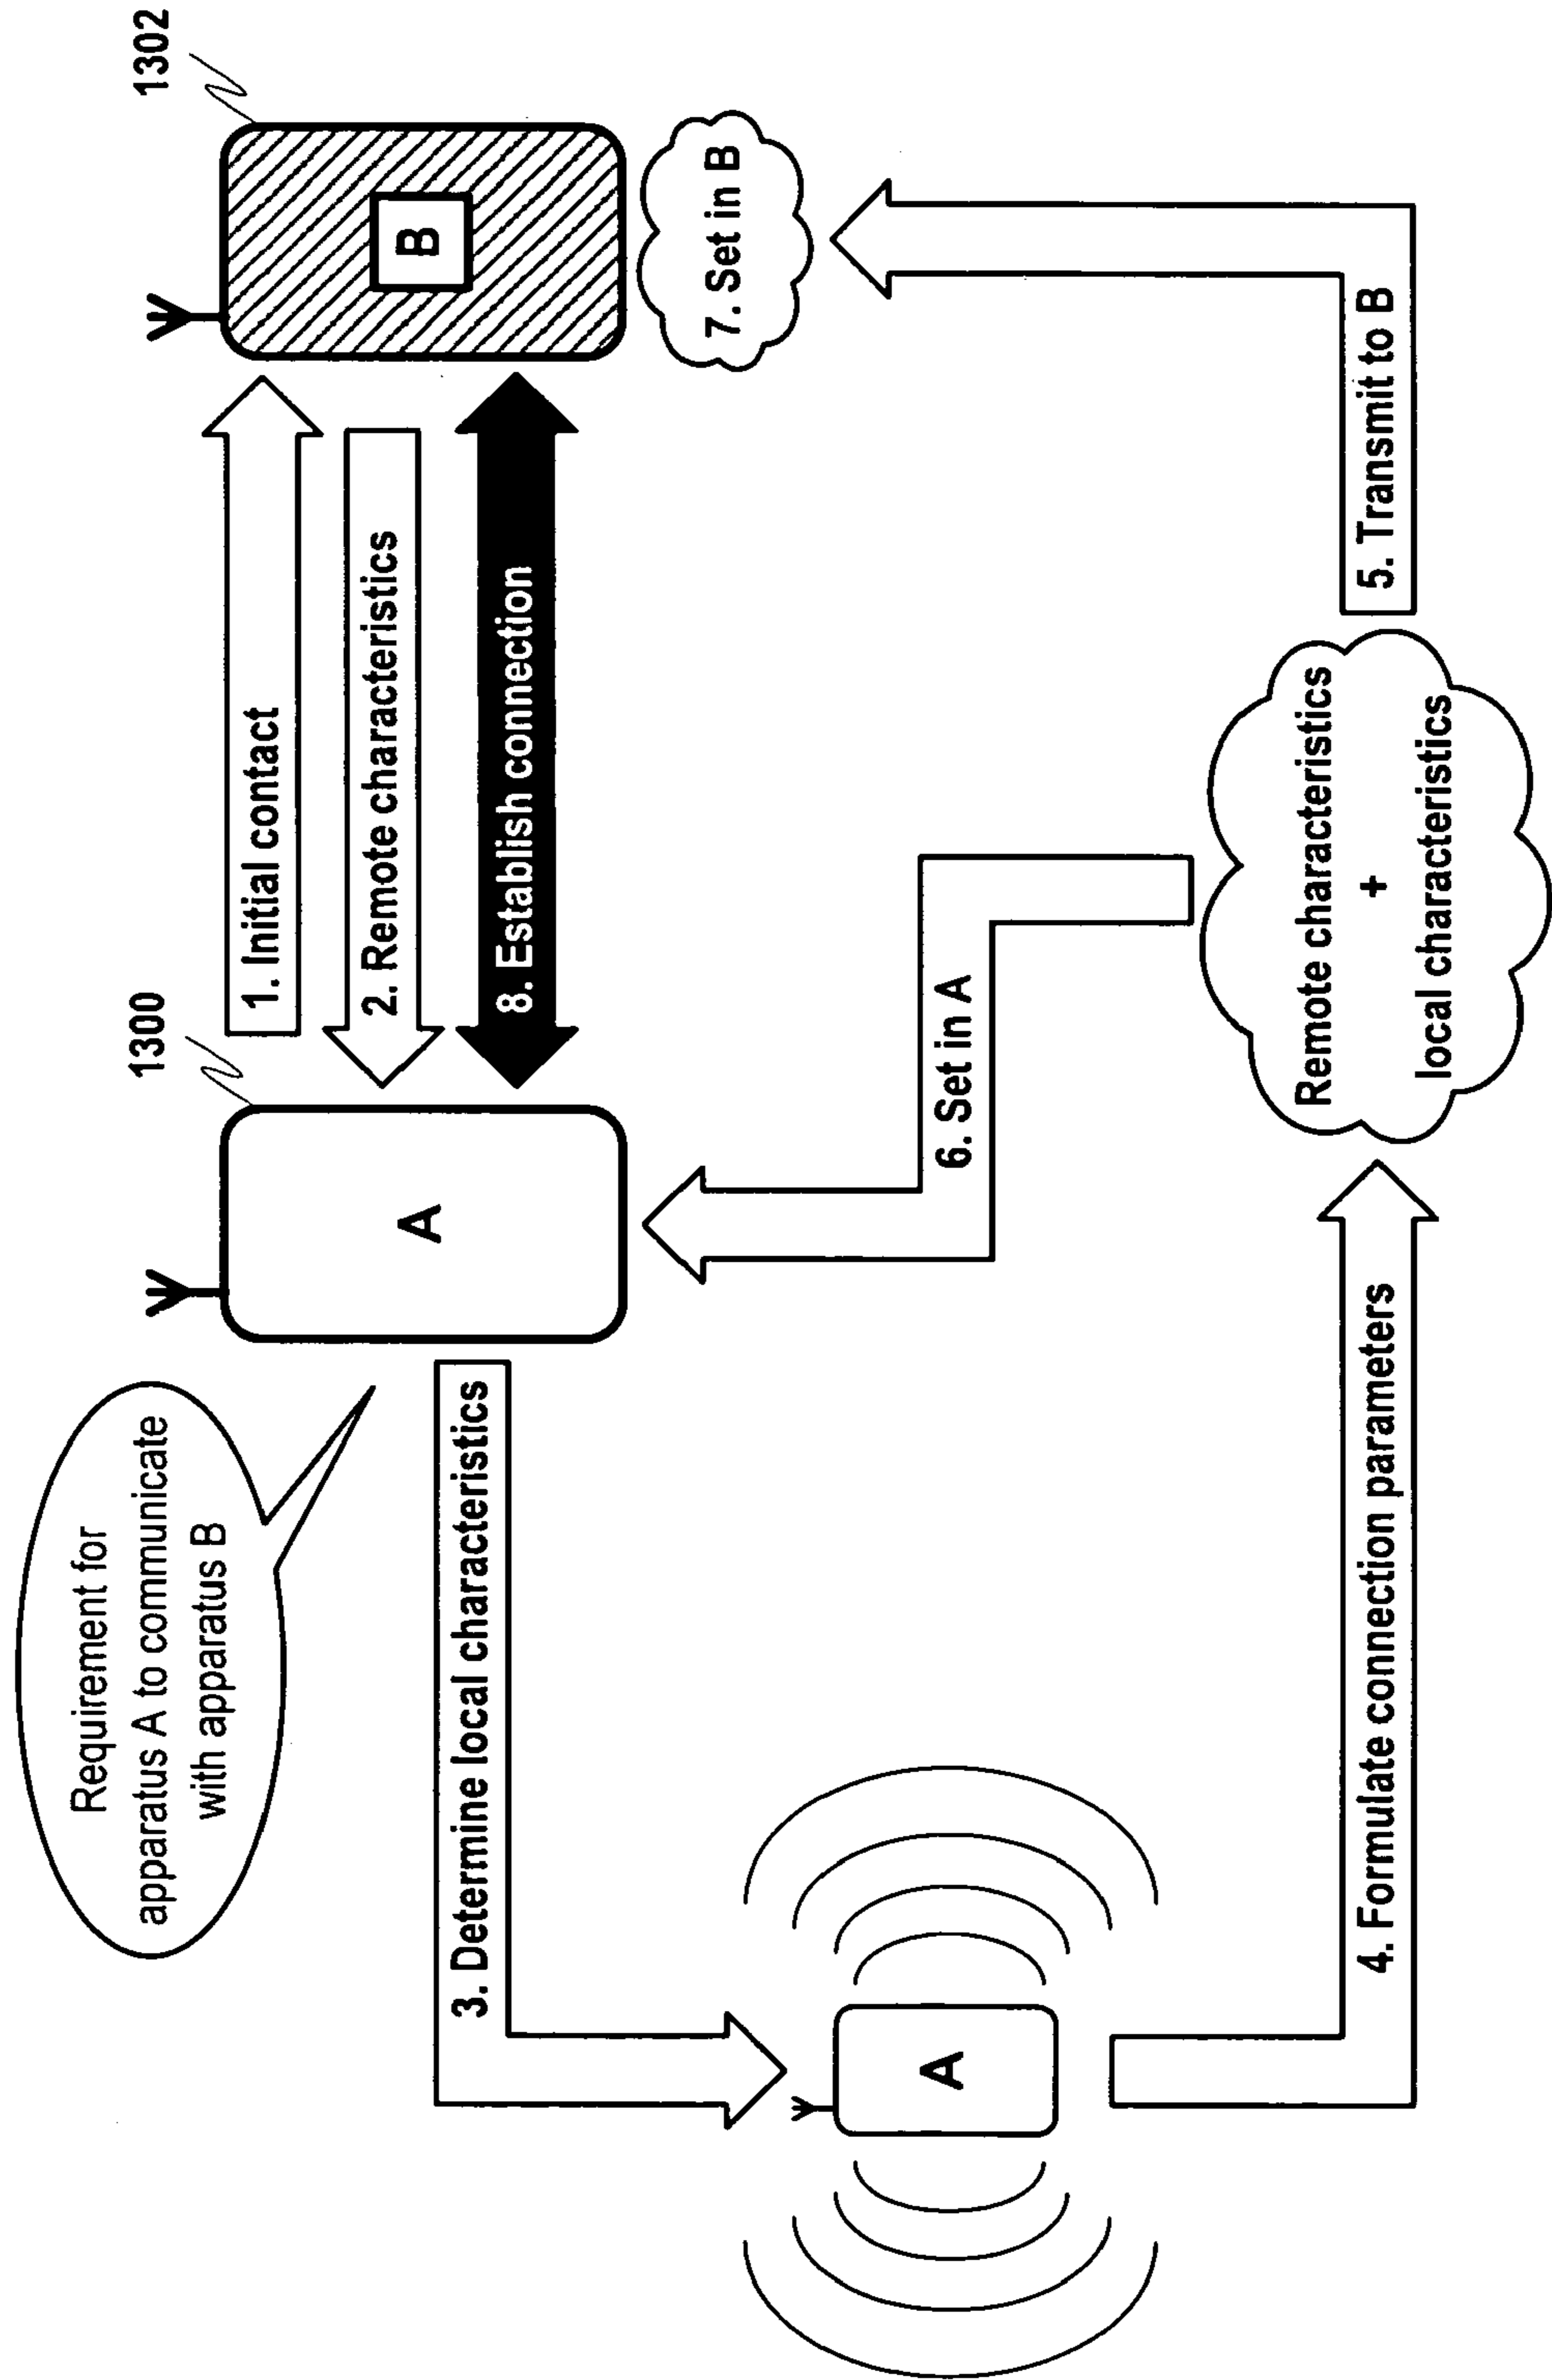 Requirement for
apparatus A to communicate
with apparatus B
1300
1302
A
B
1. Initial contact
2. Remote characteristics
8. Establish connection
3. Determine local characteristics
7. Set in B
6. Set in A
A
4. Formulate connection parameters
Remote characteristics
+
local characteristics
5. Transmit to B